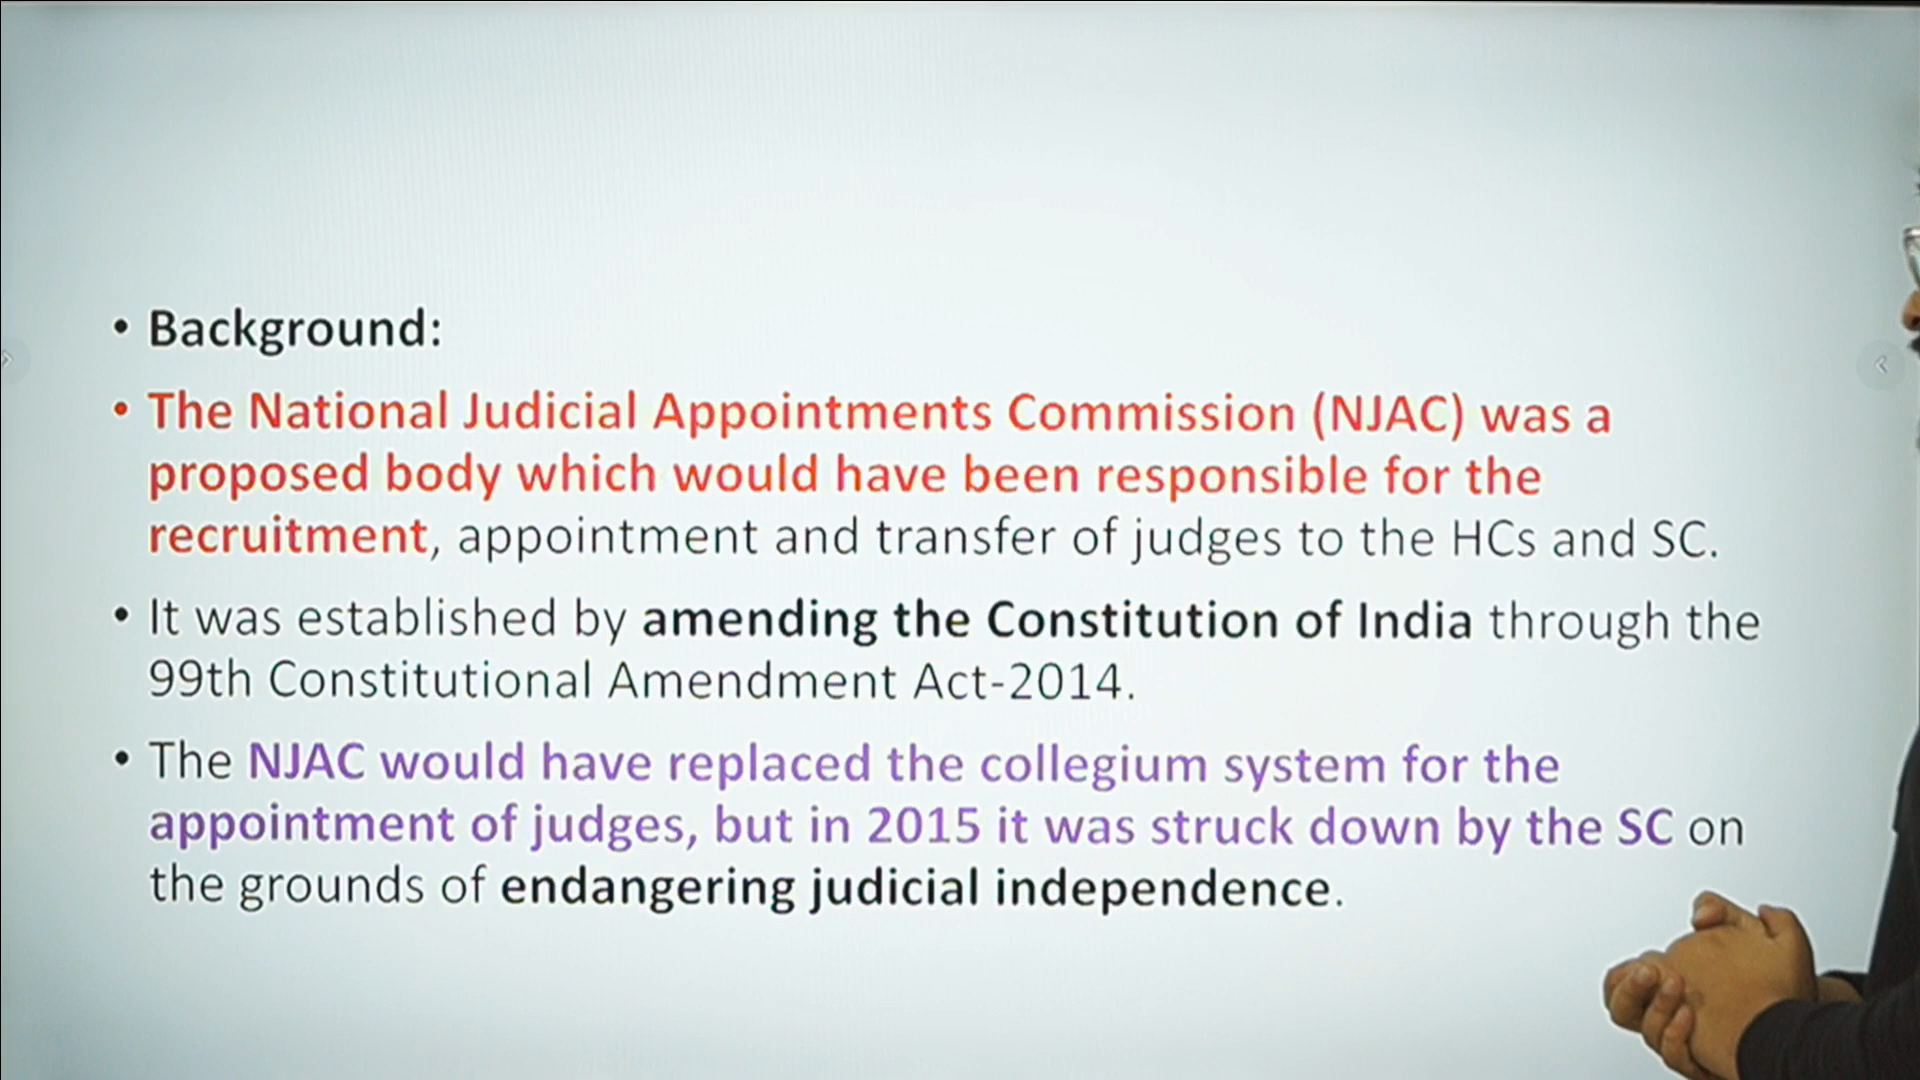 • Background:
• The National Judicial Appointments Commission (NJAC) was a
proposed body which would have been responsible for the
recruitment, appointment and transfer of judges to the HCs and SC.
• It was established by amending the Constitution of India through the
99th Constitutional Amendment Act-2014.
• The NJAC would have replaced the collegium system for the
appointment of judges, but in 2015 it was struck down by the SC on
the grounds of endangering judicial independence.